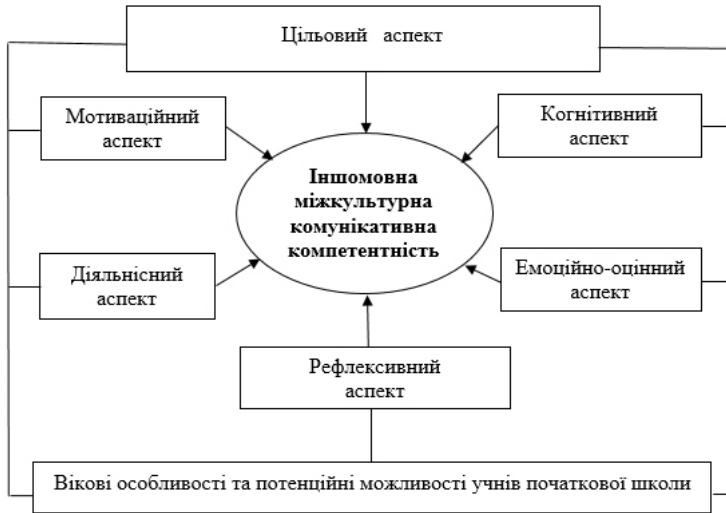 Цільовий аспект
Мотиваційний
аспект
Когнітивний
аспект
Іншомовна
міжкультурна
комунікативна
компетентність
Діяльнісний
аспект
Емоційно-оцінний
аспект
Рефлексивний
аспект
Вікові особливості та потенційні можливості учнів початкової школи